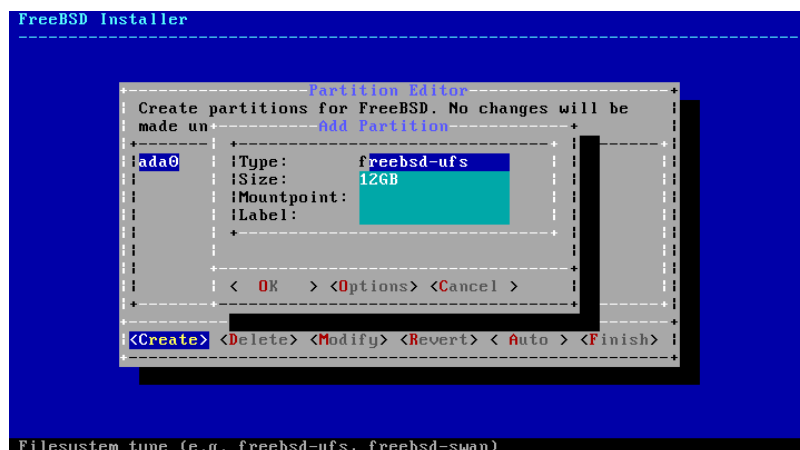 FreeBSD Installer
Partition Editor
Create partitions for FreeBSD. No changes will be
made un
Add Partition
ada0
Type: freebsd-ufs
Size: 12GB
Mountpoint:
Label:
< OK > <Options> <Cancel >
<Create> <Delete> <Modify> <Revert> < Auto > <Finish>
Filesystem type (e.g. freebsd-ufs, freebsd-swap)